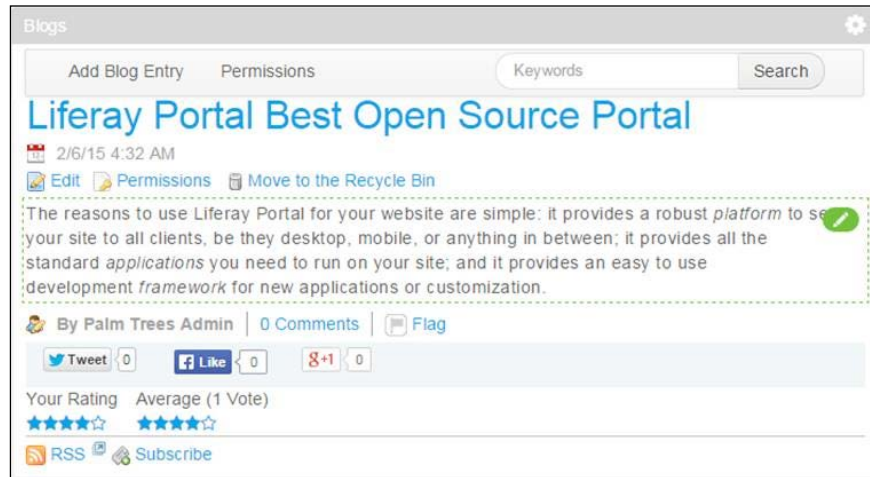 Blogs
Add Blog Entry Permissions Keywords Search
Liferay Portal Best Open Source Portal
2/6/15 4:32 AM
Edit Permissions Move to the Recycle Bin
The reasons to use Liferay Portal for your website are simple: it provides a robust platform to se
your site to all clients, be they desktop, mobile, or anything in between; it provides all the
standard applications you need to run on your site; and it provides an easy to use
development framework for new applications or customization.
By Palm Trees Admin | 0 Comments | Flag
Tweet 0 Like 0 g+1 0
Your Rating Average (1 Vote)
RSS Subscribe